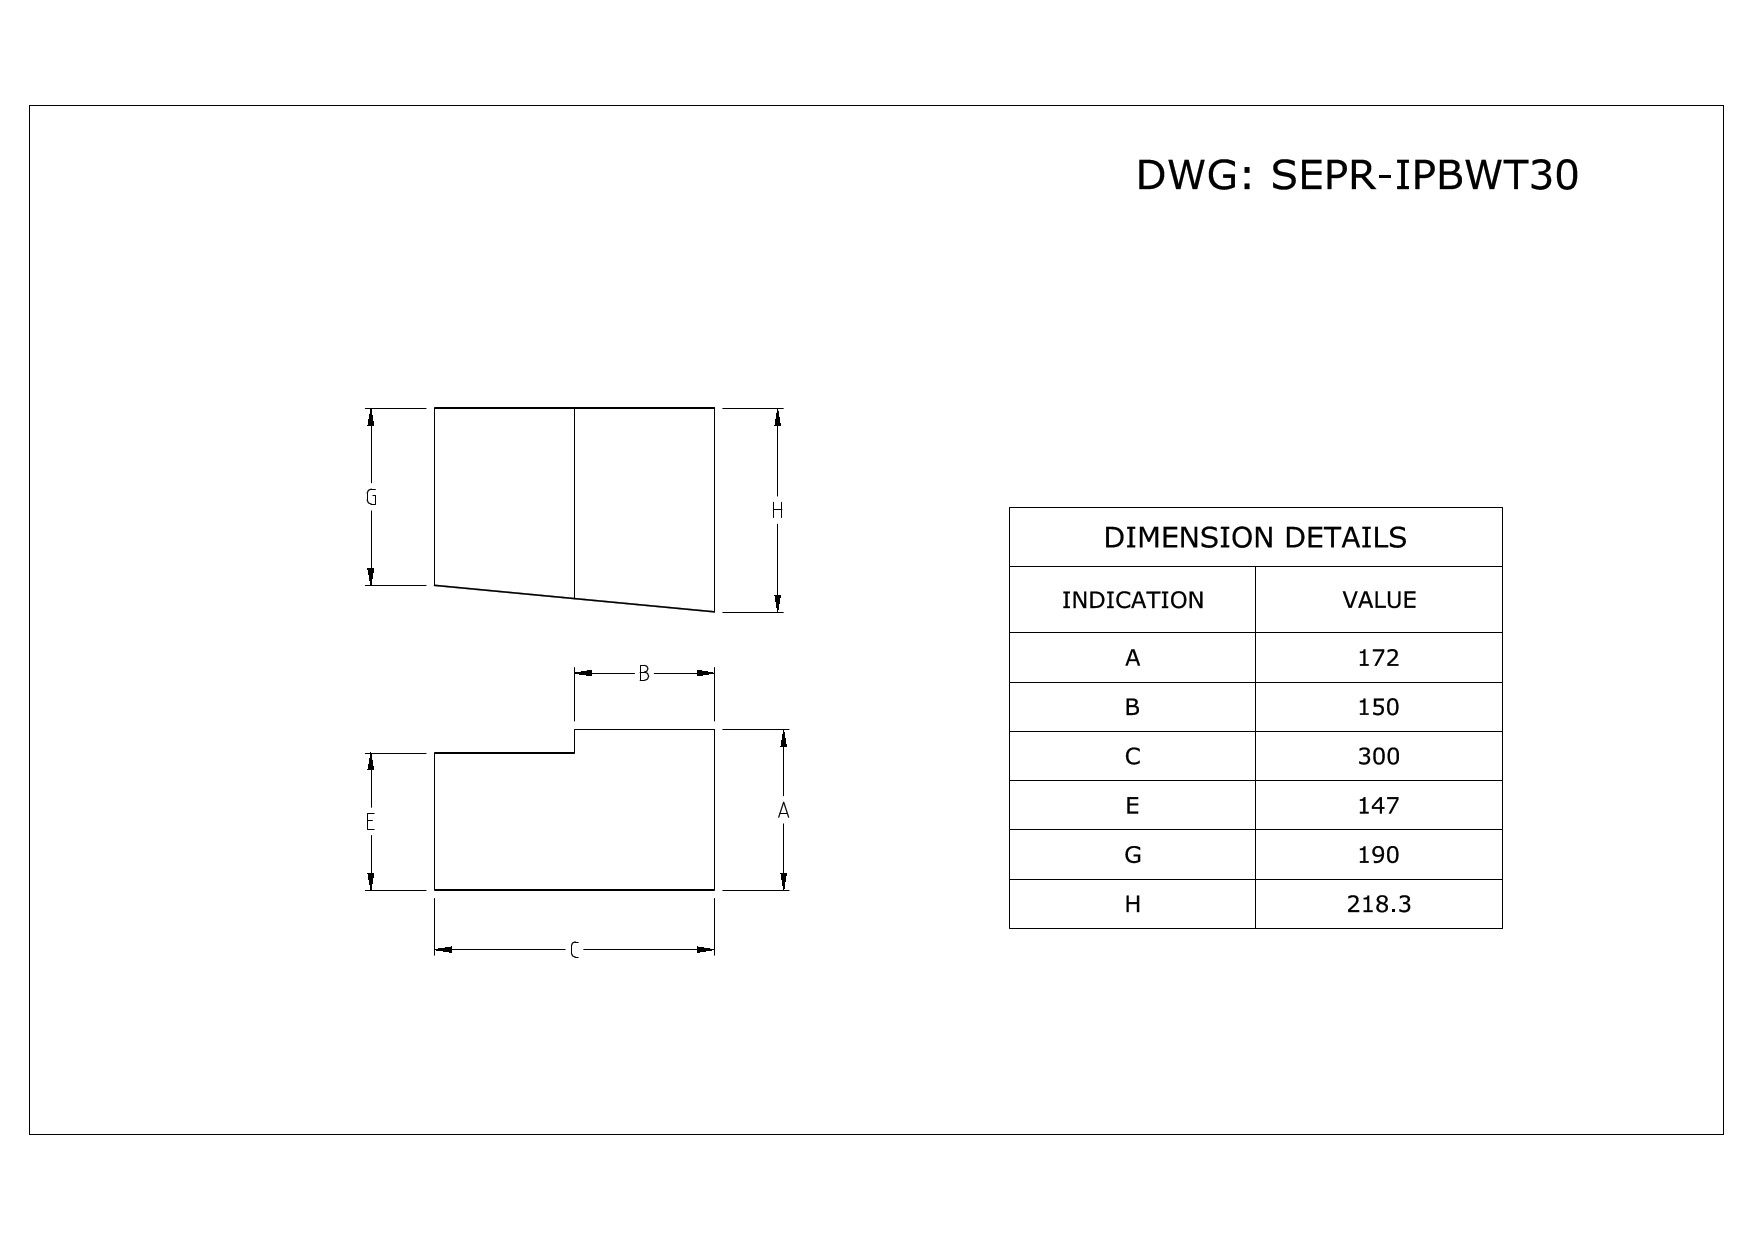 DWG: SEPR-IPBWT30
G
H
B
E
A
C
DIMENSION DETAILS
INDICATION VALUE
A 172
B 150
C 300
E 147
G 190
H 218.3